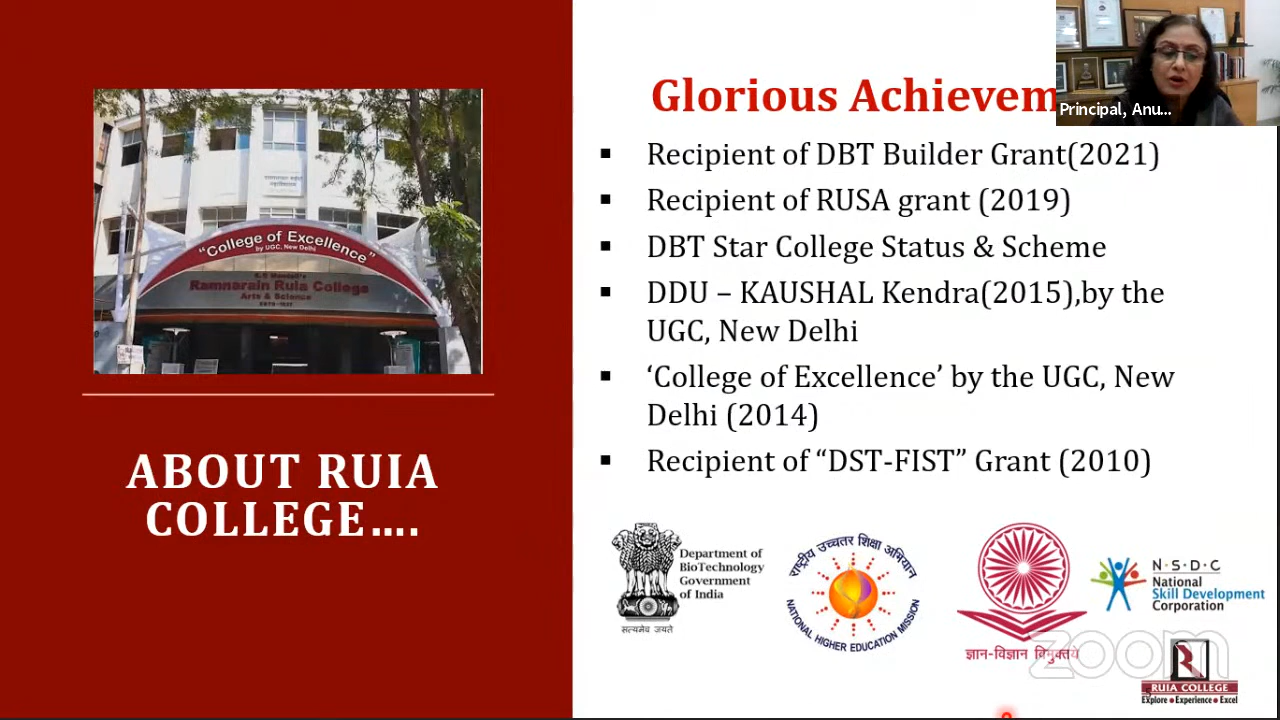 Glorious Achievem
Principal, Anu...
▪ Recipient of DBT Builder Grant(2021)
▪ Recipient of RUSA grant (2019)
▪ DBT Star College Status & Scheme
▪ DDU – KAUSHAL Kendra(2015),by the
UGC, New Delhi
▪ ‘College of Excellence’ by the UGC, New
Delhi (2014)
▪ Recipient of “DST-FIST” Grant (2010)
"College of Excellence"
by UGC, New Delhi
Ramnarain Ruia College
Arts & Science
ABOUT RUIA
COLLEGE….
Department of
BioTechnology
Government
of India
सत्यमेव जयते
राष्ट्रीय उच्चतर शिक्षा अभियान
NATIONAL HIGHER EDUCATION MISSION
ज्ञान-विज्ञान विमुक्तये
N·S·D·C
National
Skill Development
Corporation
zoom
R
RUIA COLLEGE
Explore ● Experience ● Excel